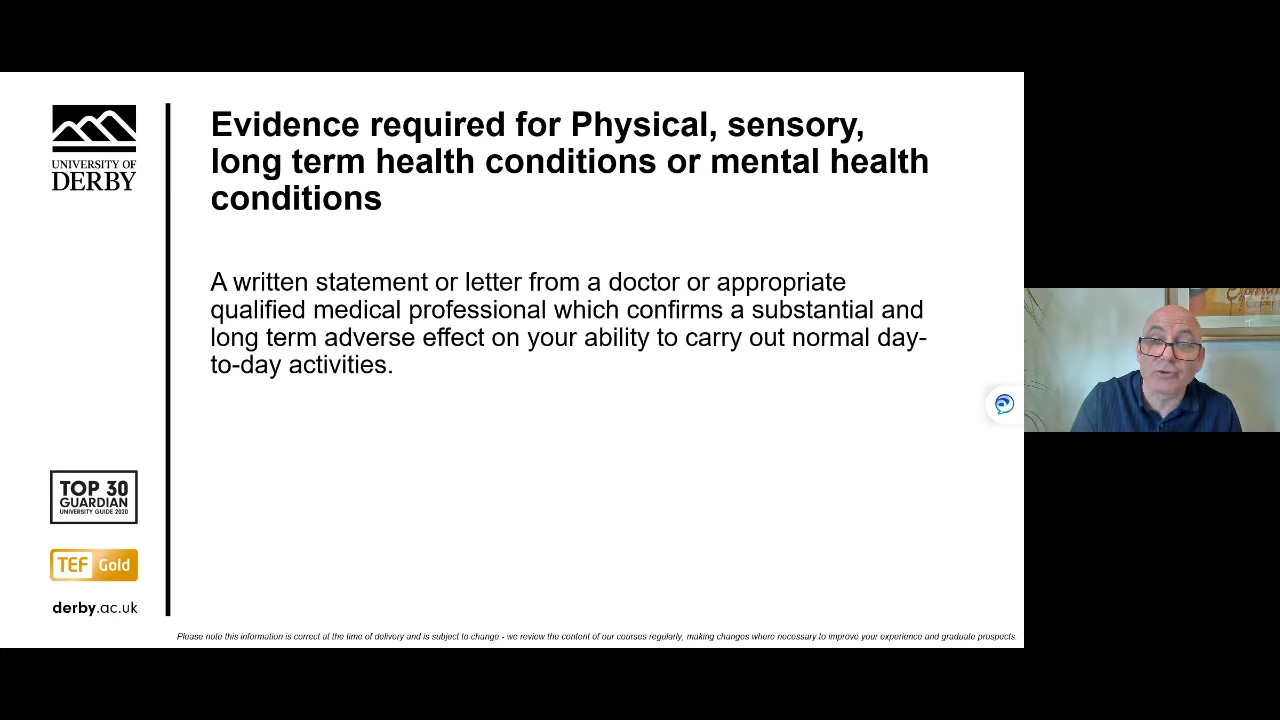 UNIVERSITY OF
DERBY
Evidence required for Physical, sensory,
long term health conditions or mental health
conditions
A written statement or letter from a doctor or appropriate
qualified medical professional which confirms a substantial and
long term adverse effect on your ability to carry out normal day-
to-day activities.
TOP 30
GUARDIAN
UNIVERSITY GUIDE 2020
TEF Gold
derby.ac.uk
Please note this information is correct at the time of delivery and is subject to change - we review the content of our courses regularly, making changes where necessary to improve your experience and graduate prospects.